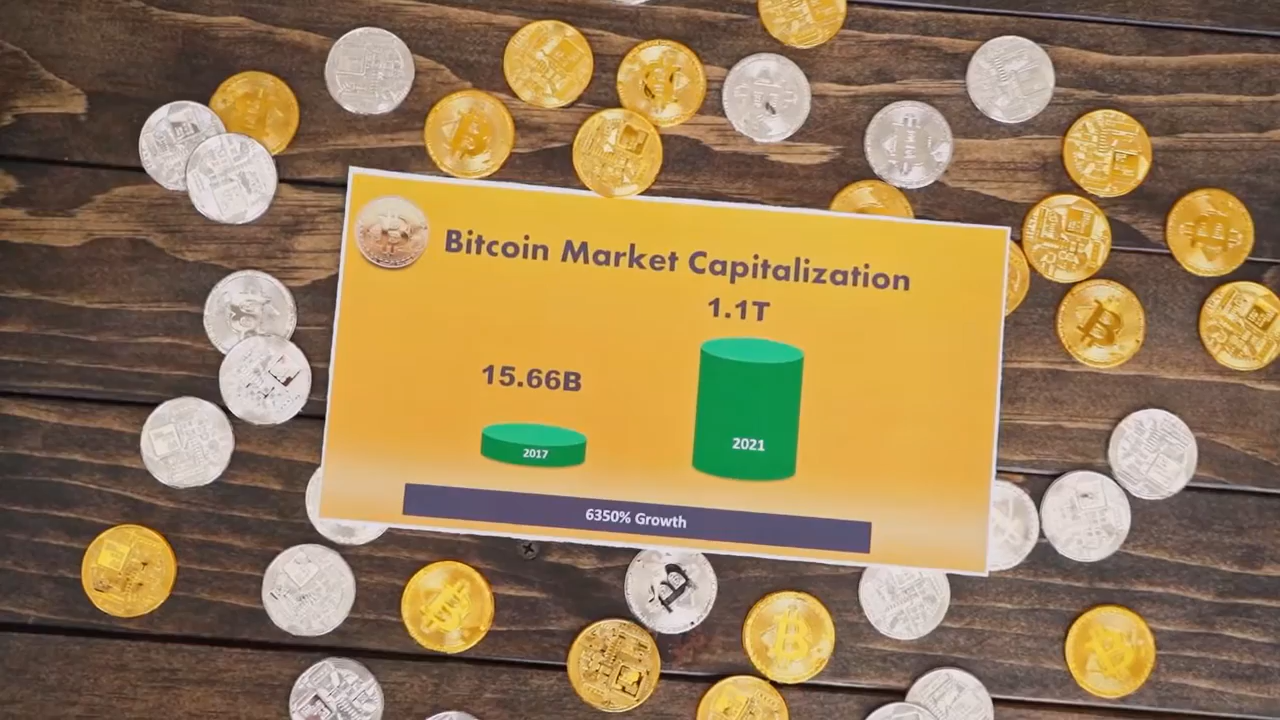 Bitcoin Market Capitalization
1.1T
15.66B
2021
2017
6350% Growth